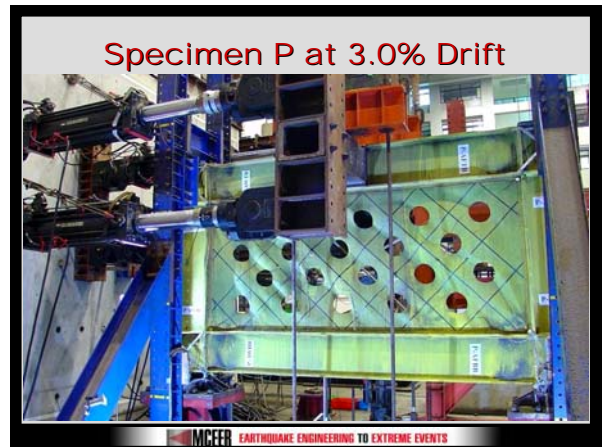 Specimen P at 3.0% Drift
MCEER EARTHQUAKE ENGINEERING TO EXTREME EVENTS